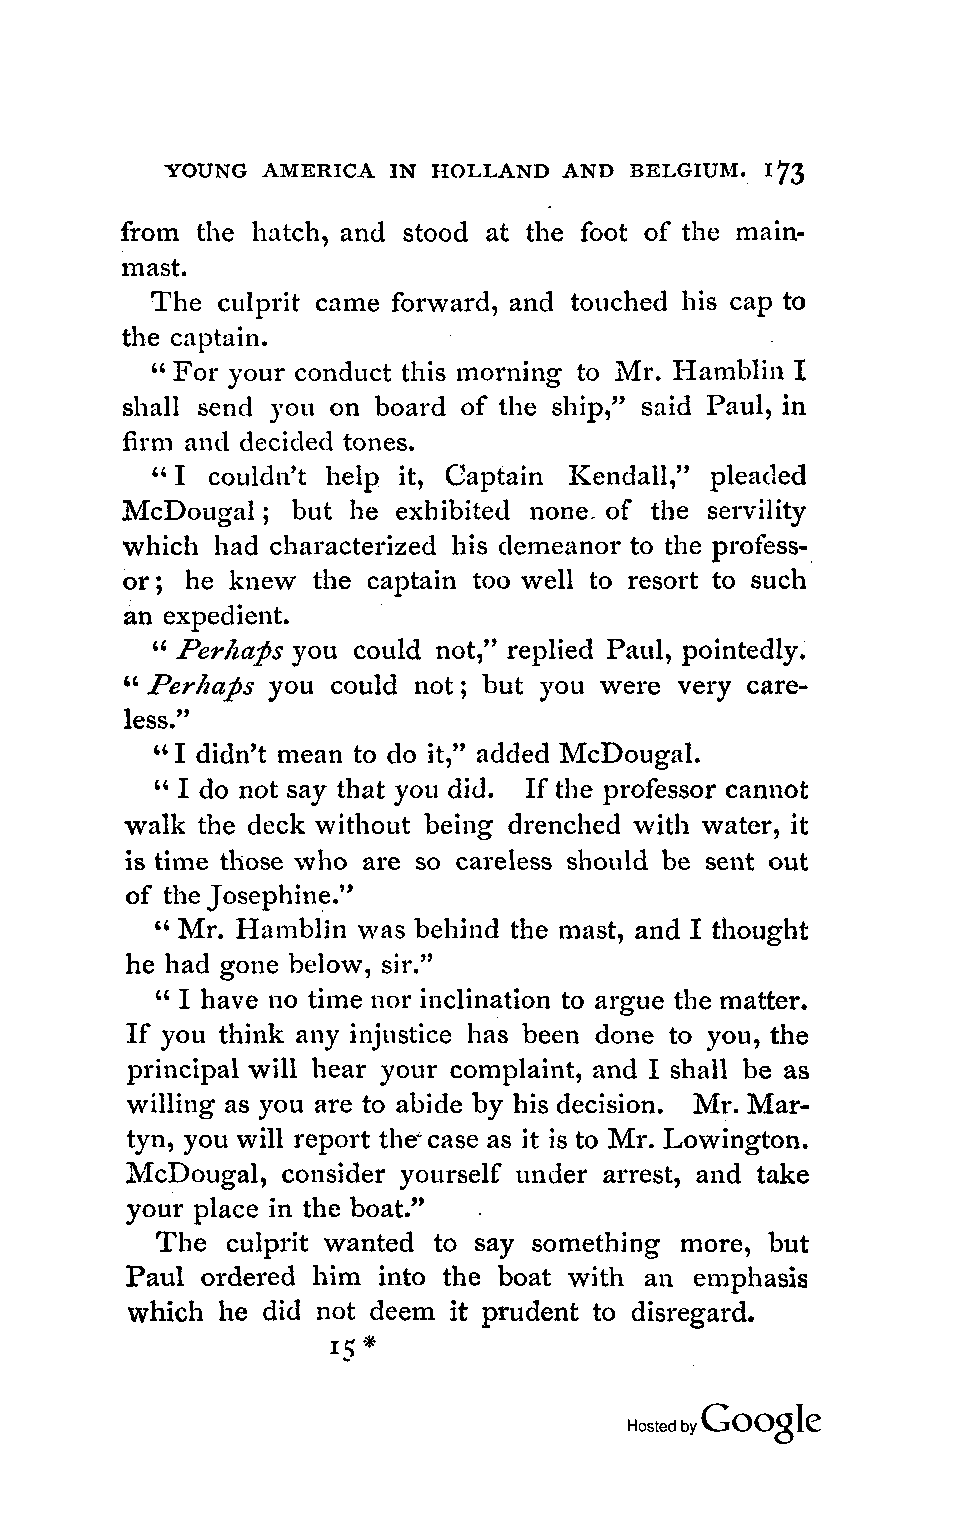 YOUNG AMERICA IN HOLLAND AND BELGIUM. 173
from the hatch, and stood at the foot of the main-
mast.
The culprit came forward, and touched his cap to
the captain.
“For your conduct this morning to Mr. Hamblin I
shall send you on board of the ship,” said Paul, in
firm and decided tones.
“I couldn't help it, Captain Kendall,” pleaded
McDougal; but he exhibited none of the servility
which had characterized his demeanor to the profess-
or; he knew the captain too well to resort to such
an expedient.
“Perhaps you could not,” replied Paul, pointedly.
“Perhaps you could not; but you were very care-
less.”
“I didn't mean to do it,” added McDougal.
“I do not say that you did. If the professor cannot
walk the deck without being drenched with water, it
is time those who are so careless should be sent out
of the Josephine.”
“Mr. Hamblin was behind the mast, and I thought
he had gone below, sir.”
“I have no time nor inclination to argue the matter.
If you think any injustice has been done to you, the
principal will hear your complaint, and I shall be as
willing as you are to abide by his decision. Mr. Mar-
tyn, you will report the case as it is to Mr. Lowington.
McDougal, consider yourself under arrest, and take
your place in the boat.”
The culprit wanted to say something more, but
Paul ordered him into the boat with an emphasis
which he did not deem it prudent to disregard.
15*
Hosted by Google